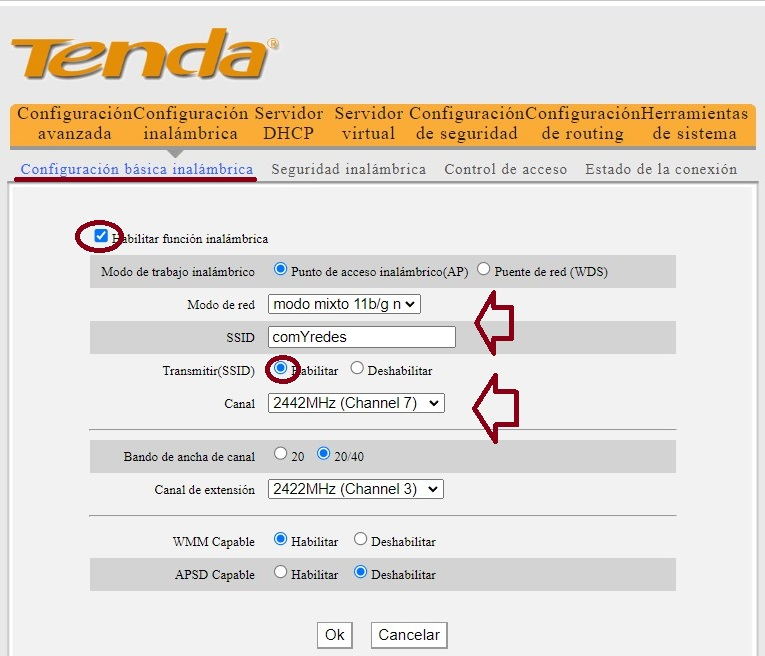 Tenda®
Configuración Configuración Servidor Servidor Configuración Configuración Herramientas
avanzada inalámbrica DHCP virtual de seguridad de routing de sistema
Configuración básica inalámbrica Seguridad inalámbrica Control de acceso Estado de la conexión
Habilitar función inalámbrica
Modo de trabajo inalámbrico Punto de acceso inalámbrico(AP) Puente de red (WDS)
Modo de red modo mixto 11b/g n
SSID comYredes
Transmitir(SSID) Habilitar Deshabilitar
Canal 2442MHz (Channel 7)
Bando de ancha de canal 20 20/40
Canal de extensión 2422MHz (Channel 3)
WMM Capable Habilitar Deshabilitar
APSD Capable Habilitar Deshabilitar
Ok Cancelar